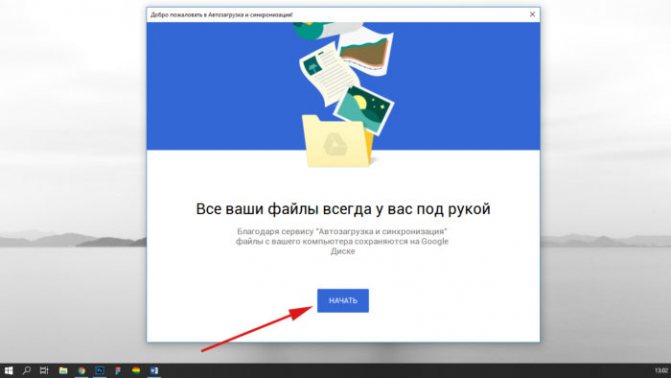 Добро пожаловать в Автозагрузка и синхронизация!
Все ваши файлы всегда у вас под рукой
Благодаря сервису "Автозагрузка и синхронизация"
файлы с вашего компьютера сохраняются на Google
Диске
НАЧАТЬ
13:02